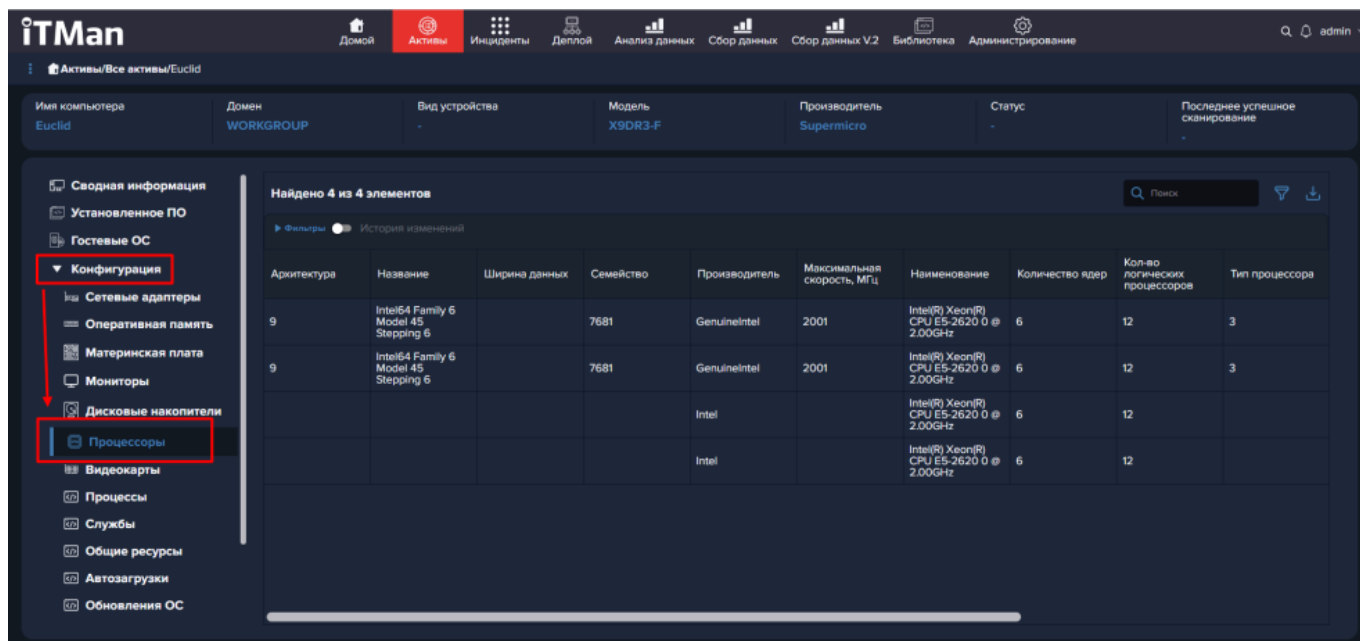 iTMan
Домой
Активы
Инциденты
Деплой
Анализ данных
Сбор данных
Сбор данных V.2
Библиотека
Администрирование
admin
Активы/Все активы/Euclid
Имя компьютера
Домен
Вид устройства
Модель
Производитель
Статус
Последнее успешное
сканирование
Euclid
WORKGROUP
-
X9DR3-F
Supermicro
-
-
Сводная информация
Установленное ПО
Гостевые ОС
Конфигурация
Сетевые адаптеры
Оперативная память
Материнская плата
Мониторы
Дисковые накопители
Процессоры
Видеокарты
Процессы
Службы
Общие ресурсы
Автозагрузки
Обновления ОС
Найдено 4 из 4 элементов
Поиск
Фильтры
История изменений
Архитектура
Название
Ширина данных
Семейство
Производитель
Максимальная
скорость, МГц
Наименование
Количество ядер
Кол-во
логических
процессоров
Тип процессора
9
Intel64 Family 6
Model 45
Stepping 6
7681
GenuineIntel
2001
Intel(R) Xeon(R)
CPU E5-2620 0 @
2.00GHz
6
12
3
9
Intel64 Family 6
Model 45
Stepping 6
7681
GenuineIntel
2001
Intel(R) Xeon(R)
CPU E5-2620 0 @
2.00GHz
6
12
3
Intel
Intel(R) Xeon(R)
CPU E5-2620 0 @
2.00GHz
6
12
Intel
Intel(R) Xeon(R)
CPU E5-2620 0 @
2.00GHz
6
12